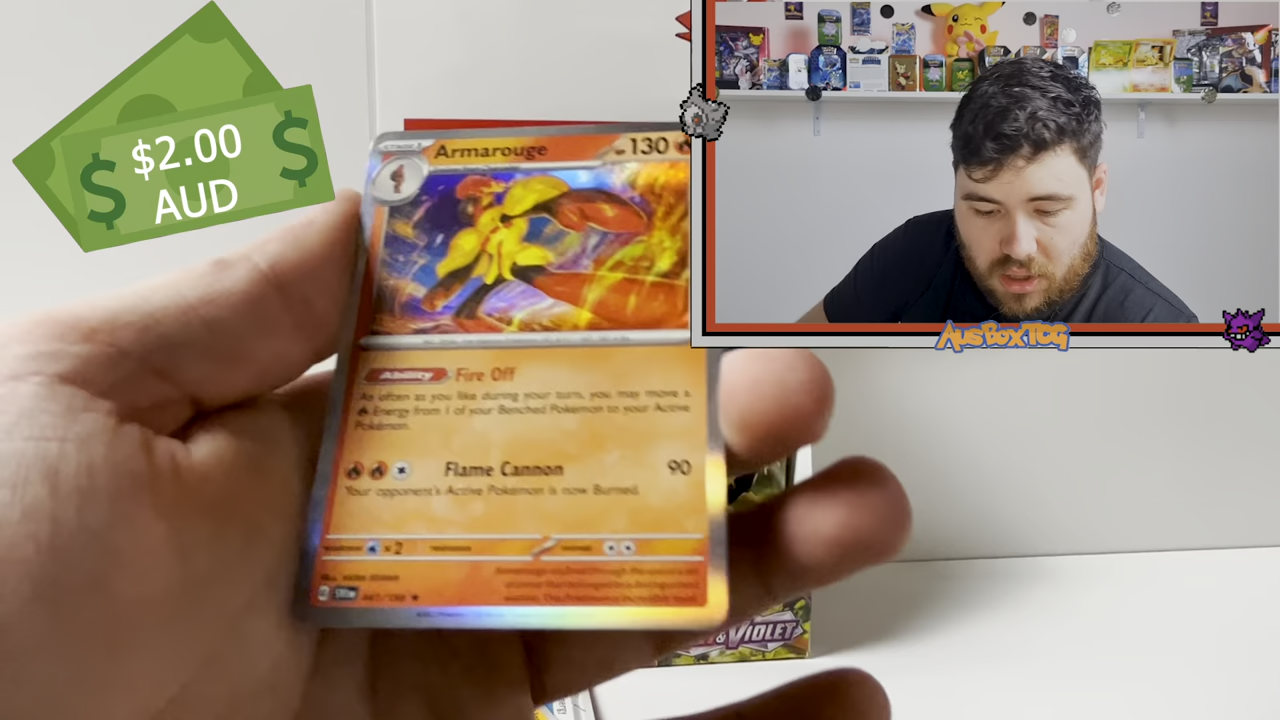 $2.00
AUD
$
$
Armarouge
130
Ability Fire Off
As often as you like during your turn, you may move a
Energy from 1 of your Benched Pokémon to your Active
Pokémon.
Flame Cannon 90
Your opponent's Active Pokémon is now Burned.
x2
AUSBOXTCG
& VIOLET